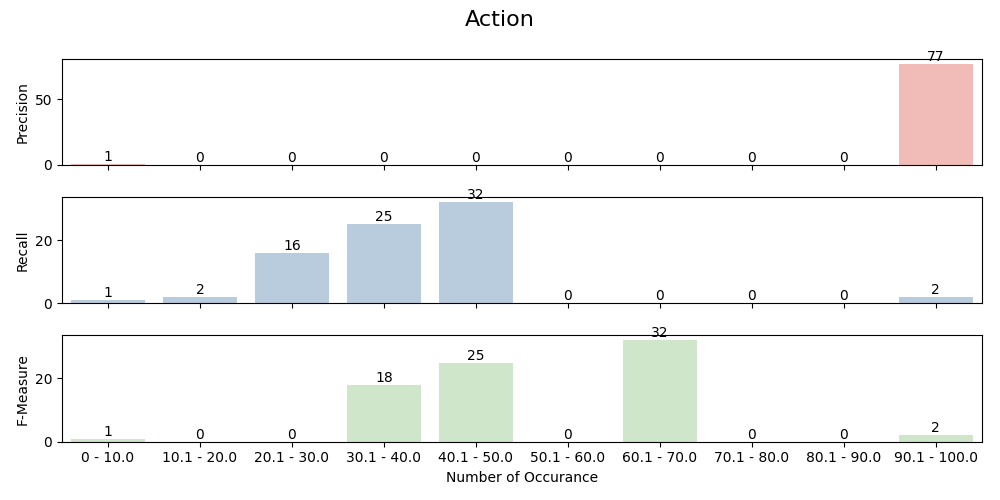 Action
Precision
50
0
1 0 0 0 0 0 0 0 0 77
Recall
20
0
1 2 16 25 32 0 0 0 0 2
F-Measure
20
0
1 0 0 18 25 0 32 0 0 2
0 - 10.0 10.1 - 20.0 20.1 - 30.0 30.1 - 40.0 40.1 - 50.0 50.1 - 60.0 60.1 - 70.0 70.1 - 80.0 80.1 - 90.0 90.1 - 100.0
Number of Occurance